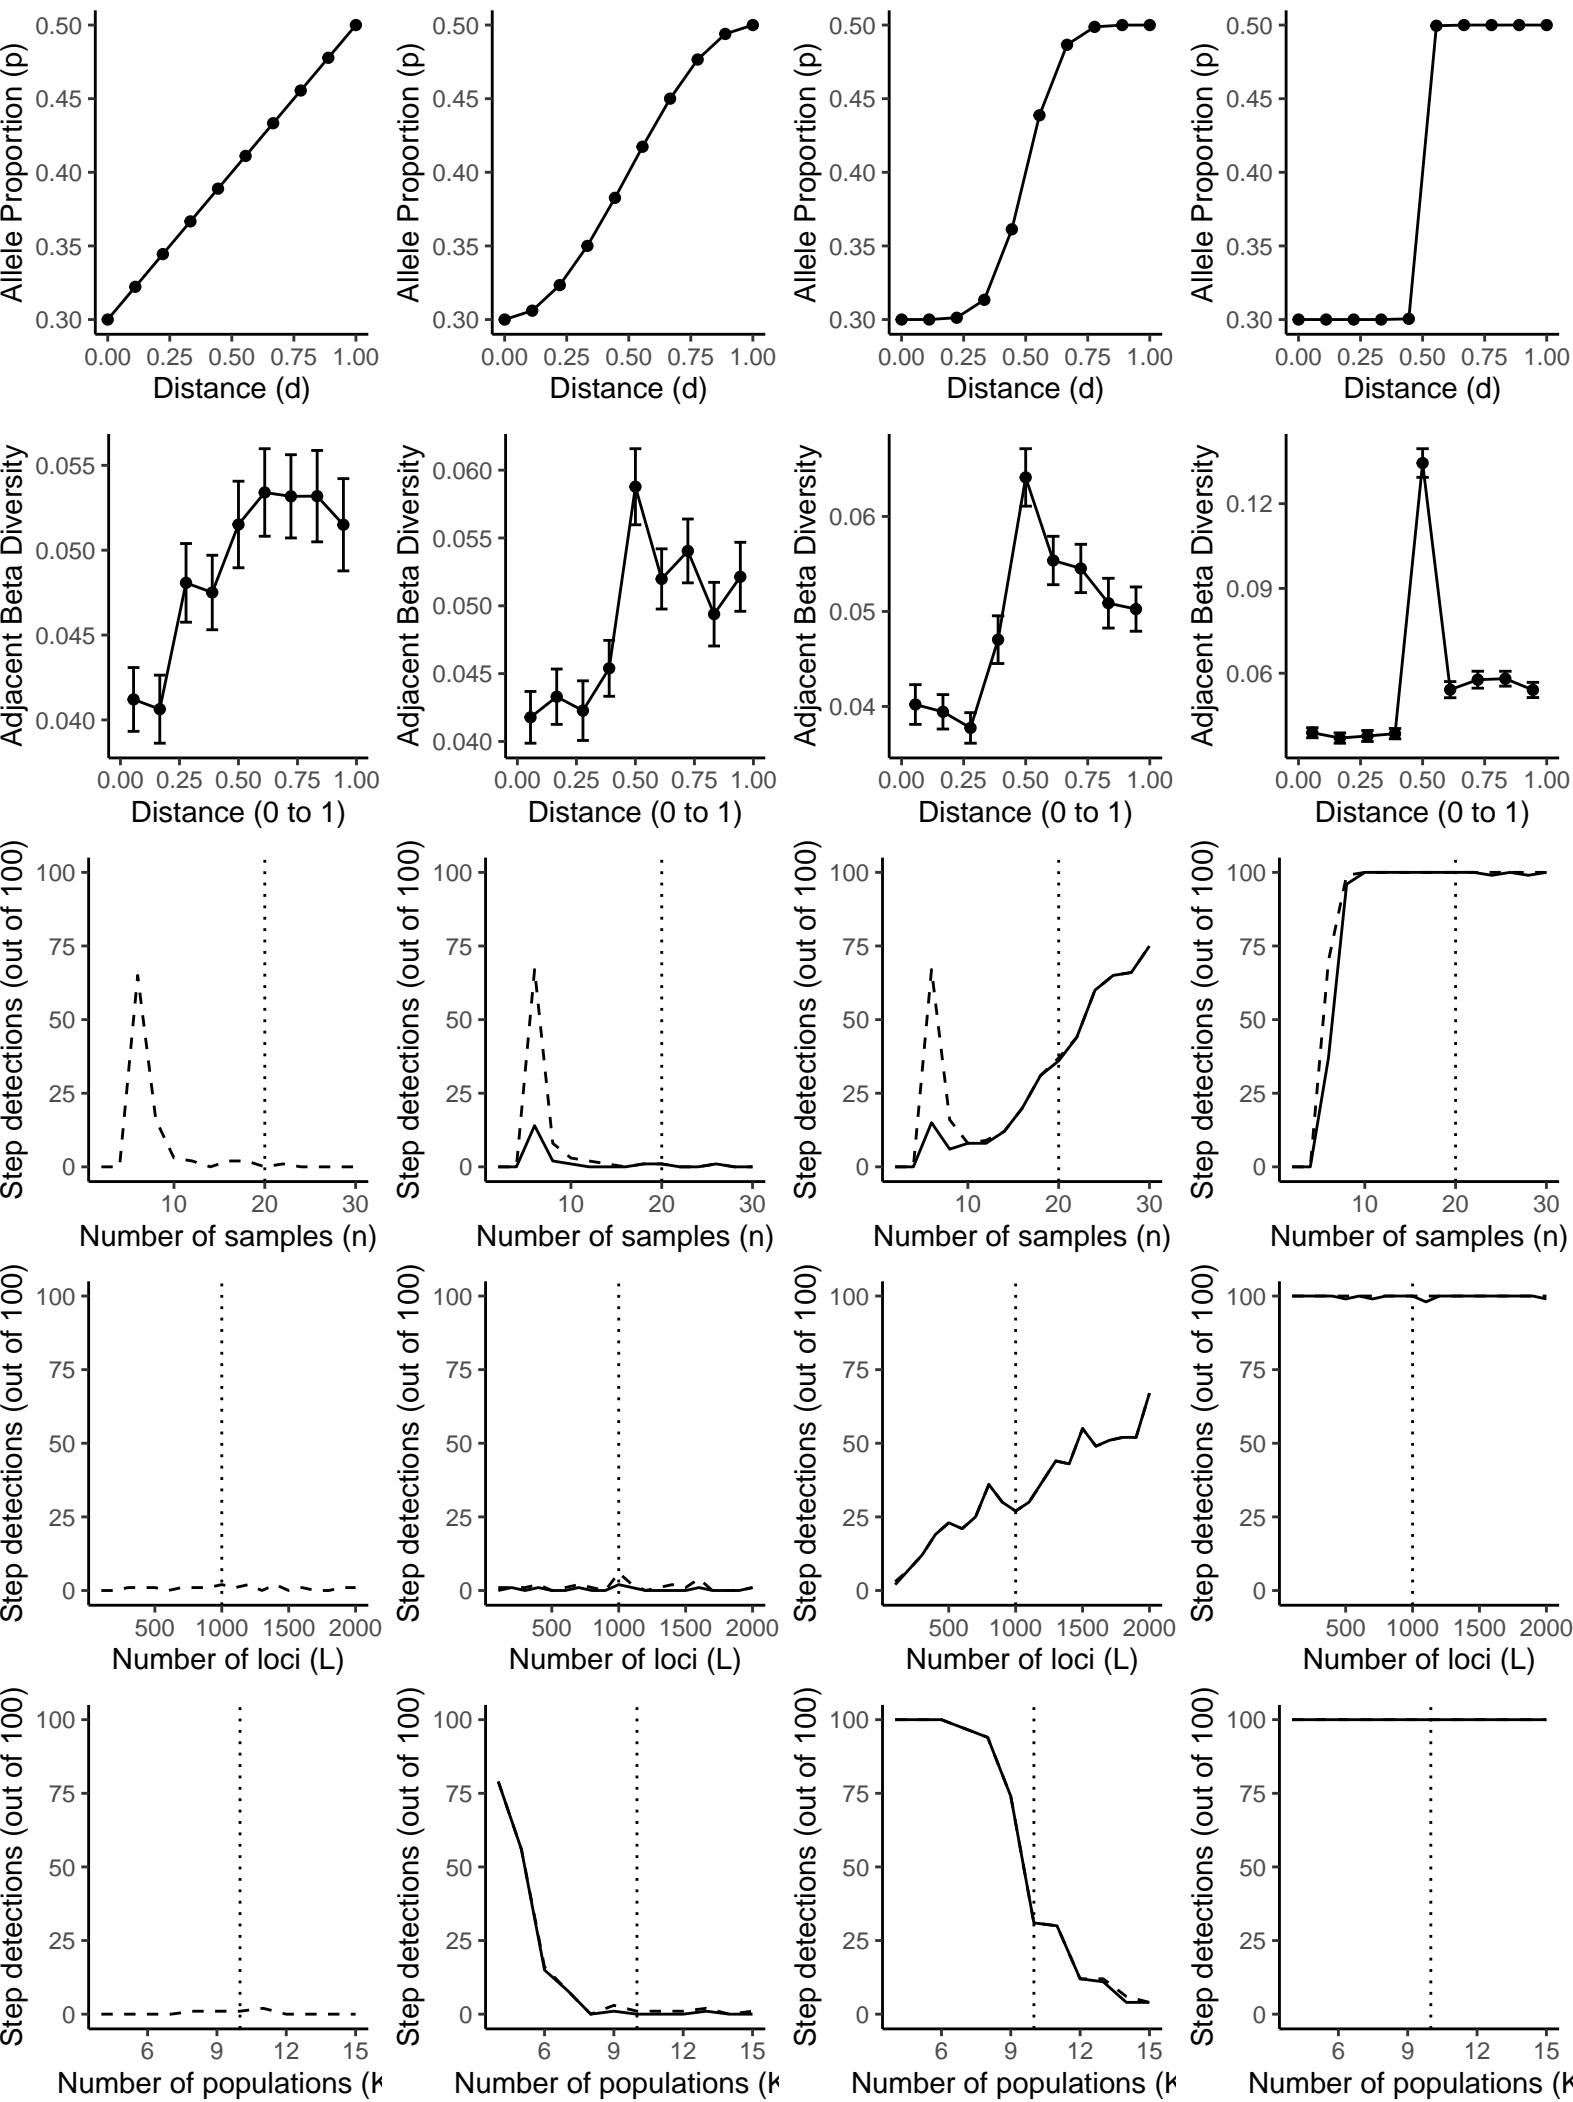 Allele Proportion (p)
0.50
0.45
0.40
0.35
0.30
0.00 0.25 0.50 0.75 1.00
Distance (d)
Allele Proportion (p)
0.50
0.45
0.40
0.35
0.30
0.00 0.25 0.50 0.75 1.00
Distance (d)
Allele Proportion (p)
0.50
0.45
0.40
0.35
0.30
0.00 0.25 0.50 0.75 1.00
Distance (d)
Allele Proportion (p)
0.50
0.45
0.40
0.35
0.30
0.00 0.25 0.50 0.75 1.00
Distance (d)
Adjacent Beta Diversity
0.055
0.050
0.045
0.040
0.00 0.25 0.50 0.75 1.00
Distance (0 to 1)
Adjacent Beta Diversity
0.060
0.055
0.050
0.045
0.040
0.00 0.25 0.50 0.75 1.00
Distance (0 to 1)
Adjacent Beta Diversity
0.06
0.05
0.04
0.00 0.25 0.50 0.75 1.00
Distance (0 to 1)
Adjacent Beta Diversity
0.12
0.09
0.06
0.00 0.25 0.50 0.75 1.00
Distance (0 to 1)
Step detections (out of 100)
100
75
50
25
0
10 20 30
Number of samples (n)
Step detections (out of 100)
100
75
50
25
0
10 20 30
Number of samples (n)
Step detections (out of 100)
100
75
50
25
0
10 20 30
Number of samples (n)
Step detections (out of 100)
100
75
50
25
0
10 20 30
Number of samples (n)
Step detections (out of 100)
100
75
50
25
0
500 1000 1500 2000
Number of loci (L)
Step detections (out of 100)
100
75
50
25
0
500 1000 1500 2000
Number of loci (L)
Step detections (out of 100)
100
75
50
25
0
500 1000 1500 2000
Number of loci (L)
Step detections (out of 100)
100
75
50
25
0
500 1000 1500 2000
Number of loci (L)
Step detections (out of 100)
100
75
50
25
0
6 9 12 15
Number of populations (K
Step detections (out of 100)
100
75
50
25
0
6 9 12 15
Number of populations (K
Step detections (out of 100)
100
75
50
25
0
6 9 12 15
Number of populations (K
Step detections (out of 100)
100
75
50
25
0
6 9 12 15
Number of populations (K